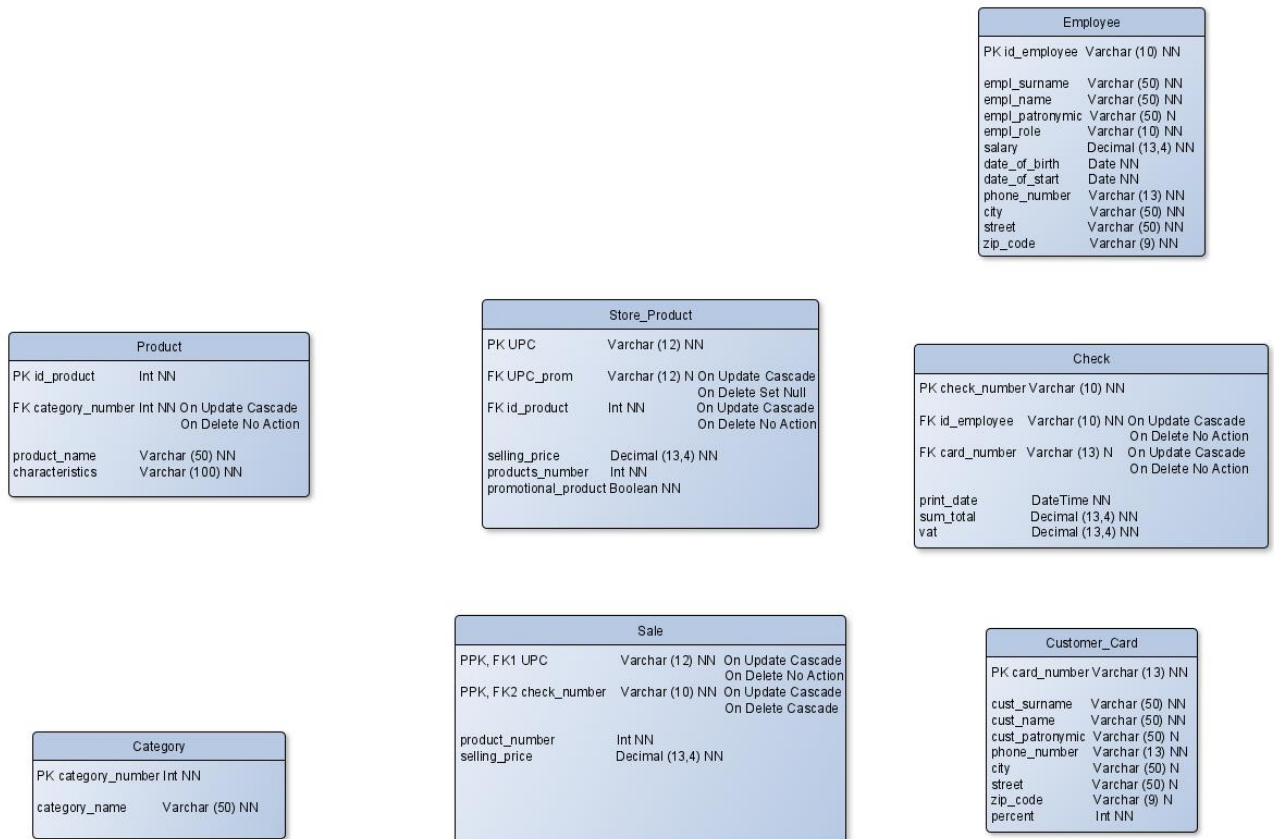 Employee
PK id_employee Varchar (10) NN
empl_surname Varchar (50) NN
empl_name Varchar (50) NN
empl_patronymic Varchar (50) N
empl_role Varchar (10) NN
salary Decimal (13,4) NN
date_of_birth Date NN
date_of_start Date NN
phone_number Varchar (13) NN
city Varchar (50) NN
street Varchar (50) NN
zip_code Varchar (9) NN
Product
PK id_product Int NN
FK category_number Int NN On Update Cascade
On Delete No Action
product_name Varchar (50) NN
characteristics Varchar (100) NN
Store_Product
PK UPC Varchar (12) NN
FK UPC_prom Varchar (12) N On Update Cascade
On Delete Set Null
FK id_product Int NN On Update Cascade
On Delete No Action
selling_price Decimal (13,4) NN
products_number Int NN
promotional_product Boolean NN
Check
PK check_number Varchar (10) NN
FK id_employee Varchar (10) NN On Update Cascade
On Delete No Action
FK card_number Varchar (13) N On Update Cascade
On Delete No Action
print_date DateTime NN
sum_total Decimal (13,4) NN
vat Decimal (13,4) NN
Category
PK category_number Int NN
category_name Varchar (50) NN
Sale
PPK, FK1 UPC Varchar (12) NN On Update Cascade
On Delete No Action
PPK, FK2 check_number Varchar (10) NN On Update Cascade
On Delete Cascade
product_number Int NN
selling_price Decimal (13,4) NN
Customer_Card
PK card_number Varchar (13) NN
cust_surname Varchar (50) NN
cust_name Varchar (50) NN
cust_patronymic Varchar (50) N
phone_number Varchar (13) NN
city Varchar (50) N
street Varchar (50) N
zip_code Varchar (9) N
percent Int NN